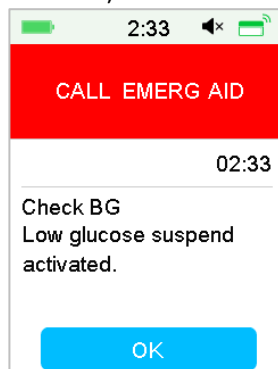 2:33
CALL EMERG AID
02:33
Check BG
Low glucose suspend
activated.
OK